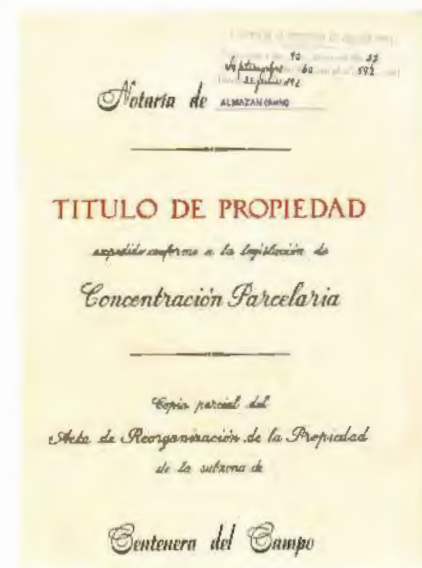 Notaría de ALMAZAN (Soria)
TITULO DE PROPIEDAD
expedido conforme a la legislación de
Concentración Parcelaria
Copia parcial del
Acta de Reorganización de la Propiedad
de la subzona de
Centenera del Campo